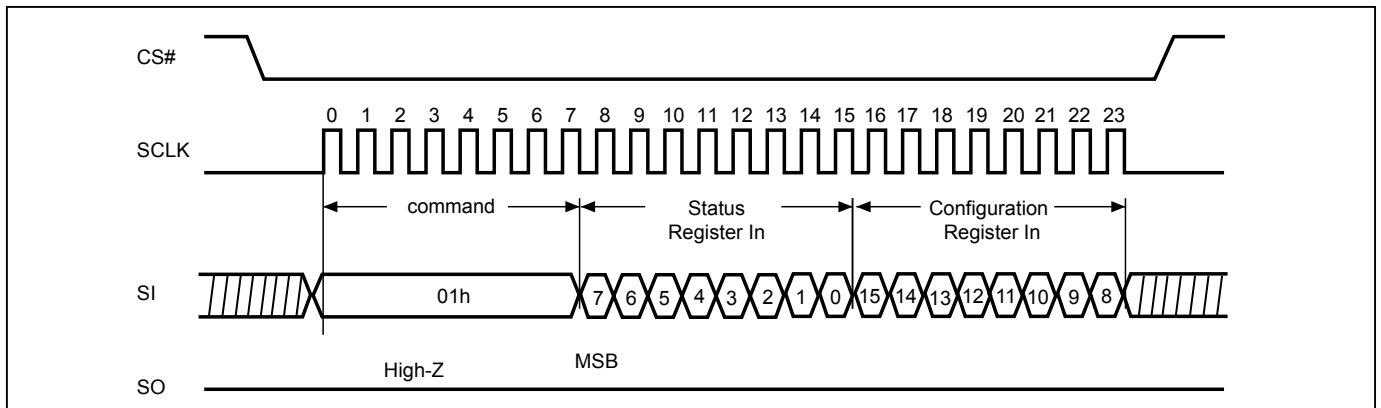 CS#
0 1 2 3 4 5 6 7 8 9 10 11 12 13 14 15 16 17 18 19 20 21 22 23
SCLK
command
Status
Register In
Configuration
Register In
SI
01h
7 6 5 4 3 2 1 0 15 14 13 12 11 10 9 8
MSB
High-Z
SO